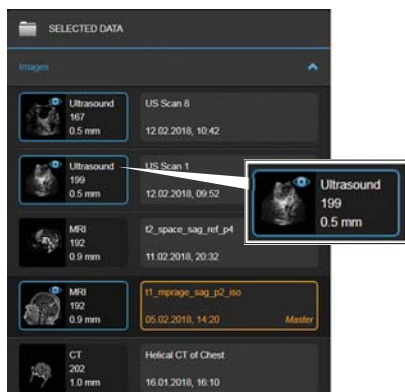 SELECTED DATA
Images
Ultrasound
167
0.5 mm
US Scan 8
12.02.2018, 10:42
Ultrasound
199
0.5 mm
US Scan 1
12.02.2018, 09:52
Ultrasound
199
0.5 mm
MRI
192
0.9 mm
t2_space_sag_ref_p4
11.02.2018, 20:32
MRI
192
0.9 mm
t1_mprage_sag_p2_iso
05.02.2018, 14:20 Master
CT
202
1.0 mm
Helical CT of Chest
16.01.2018, 16:10